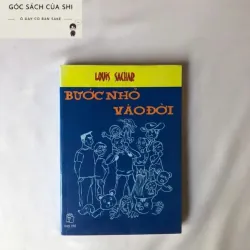 GÓC SÁCH CỦA SHI
LOUIS SACHAR
BƯỚC NHỎ
VÀO ĐỜI